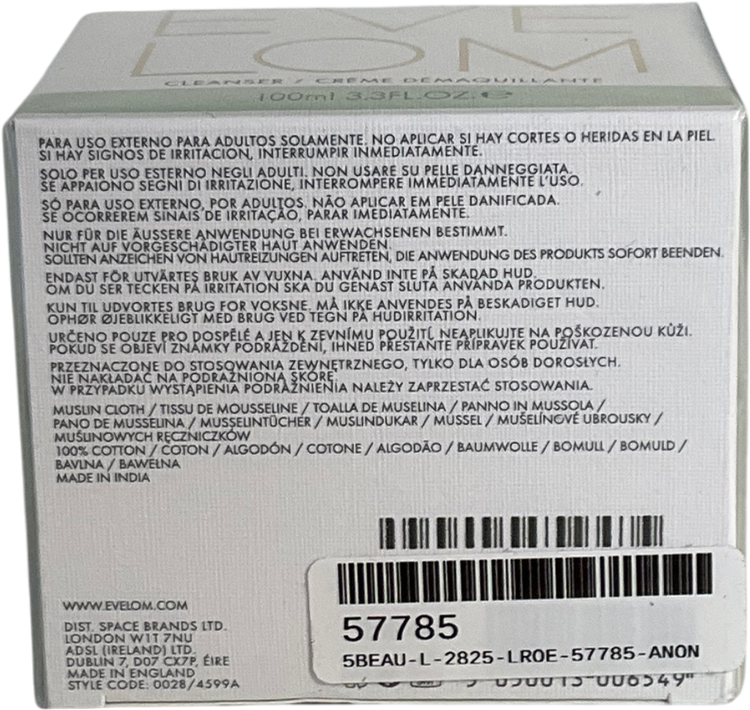 EVE
LOM
CLEANSER / CRÈME DÉMAQUILLANTE
100ml 3.3FL.OZ. e
PARA USO EXTERNO PARA ADULTOS SOLAMENTE. NO APLICAR SI HAY CORTES O HERIDAS EN LA PIEL.
SI HAY SIGNOS DE IRRITACION, INTERRUMPIR INMEDIATAMENTE.
SOLO PER USO ESTERNO NEGLI ADULTI. NON USARE SU PELLE DANNEGGIATA.
SE APPAIONO SEGNI DI IRRITAZIONE, INTERROMPERE IMMEDIATAMENTE L'USO.
SÓ PARA USO EXTERNO, POR ADULTOS. NÃO APLICAR EM PELE DANIFICADA.
SE OCORREREM SINAIS DE IRRITAÇÃO, PARAR IMEDIATAMENTE.
NUR FÜR DIE ÄUSSERE ANWENDUNG BEI ERWACHSENEN BESTIMMT.
NICHT AUF VORGESCHÄDIGTER HAUT ANWENDEN.
SOLLTEN ANZEICHEN VON HAUTREIZUNGEN AUFTRETEN, DIE ANWENDUNG DES PRODUKTS SOFORT BEENDEN.
ENDAST FÖR UTVÄRTES BRUK AV VUXNA. ANVÄND INTE PÅ SKADAD HUD.
OM DU SER TECKEN PÅ IRRITATION SKA DU GENAST SLUTA ANVÄNDA PRODUKTEN.
KUN TIL UDVORTES BRUG FOR VOKSNE. MÅ IKKE ANVENDES PÅ BESKADIGET HUD.
OPHØR ØJEBLIKKELIGT MED BRUG VED TEGN PÅ HUDIRRITATION.
URČENO POUZE PRO DOSPĚLÉ A JEN K ZEVNÍMU POUŽITÍ. NEAPLIKUJTE NA POŠKOZENOU KŮŽI.
POKUD SE OBJEVÍ ZNÁMKY PODRÁŽDĚNÍ, IHNED PŘESTAŇTE PŘÍPRAVEK POUŽÍVAT.
PRZEZNACZONE DO STOSOWANIA ZEWNĘTRZNEGO, TYLKO DLA OSÓB DOROSŁYCH.
NIE NAKŁADAĆ NA PODRAŻNIONĄ SKÓRĘ.
W PRZYPADKU WYSTĄPIENIA PODRAŻNIENIA NALEŻY ZAPRZESTAĆ STOSOWANIA.
MUSLIN CLOTH / TISSU DE MOUSSELINE / TOALLA DE MUSELINA / PANNO IN MUSSOLA /
PANO DE MUSSELINA / MUSSELINTÜCHER / MUSLINDUKAR / MUSSEL / MUŠELÍNOVÉ UBROUSKY /
MUŚLINOWYCH RĘCZNICZKÓW
100% COTTON / COTON / ALGODÓN / COTONE / ALGODÃO / BAUMWOLLE / BOMULL / BOMULD /
BAVLNA / BAWEŁNA
MADE IN INDIA
WWW.EVELOM.COM
DIST. SPACE BRANDS LTD.
LONDON W1T 7NU
ADSL (IRELAND) LTD.
DUBLIN 7, D07 CX7P, ÉIRE
MADE IN ENGLAND
STYLE CODE: 0028/4599A
57785
5BEAU-L-2825-LROE-57785-ANON
5 050013 006549